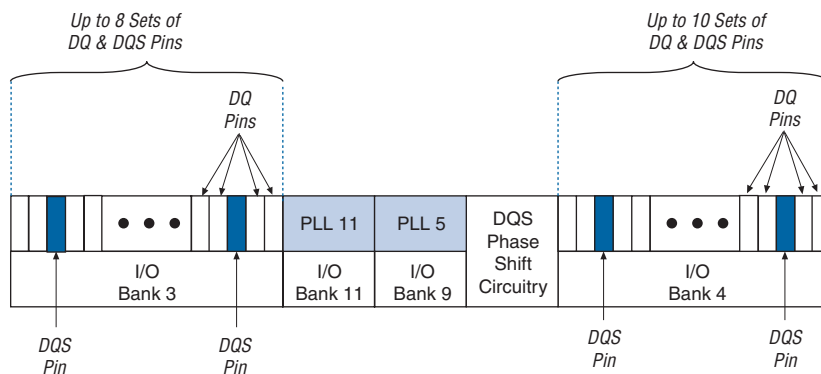 Up to 8 Sets of
DQ & DQS Pins
Up to 10 Sets of
DQ & DQS Pins
DQ
Pins
DQ
Pins
PLL 11
PLL 5
DQS
Phase
Shift
Circuitry
I/O
Bank 3
I/O
Bank 11
I/O
Bank 9
I/O
Bank 4
DQS
Pin
DQS
Pin
DQS
Pin
DQS
Pin